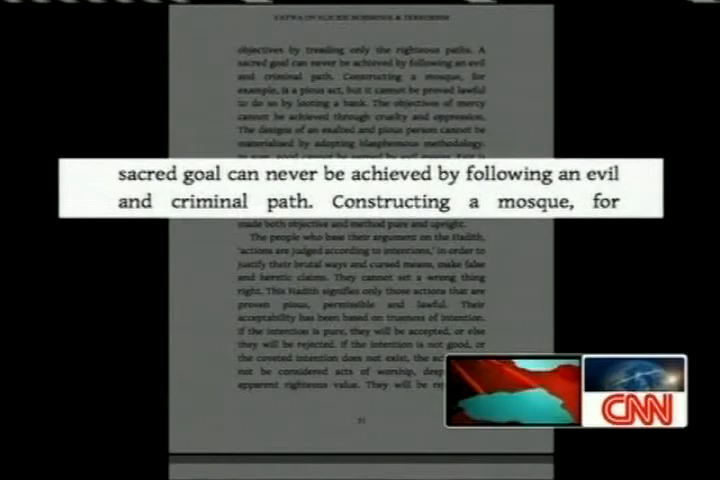 FATWA ON SUICIDE BOMBINGS & TERRORISM
objectives by treading only the righteous paths. A
sacred goal can never be achieved by following an evil
and criminal path. Constructing a mosque, for
example, is a pious act, but it cannot be proved lawful
to do so by looting a bank. The objectives of mercy
cannot be achieved through cruelty and oppression.
The designs of an exalted and pious person cannot be
materialised by adopting blasphemous methodology.
sacred goal can never be achieved by following an evil
and criminal path. Constructing a mosque, for
made both objective and method pure and upright.
The people who base their argument on the Hadith,
'actions are judged according to intentions,' in order to
justify their brutal ways and cursed means, make false
and heretic claims. They cannot set a wrong thing
right. This Hadith signifies only those actions that are
proven pious, permissible and lawful. Their
acceptability has been based on trueness of intention.
If the intention is pure, they will be accepted, or else
they will be rejected. If the intention is not good, or
the coveted intention does not exist, the
not be considered acts of worship,
apparent righteous value. They will be
CNN